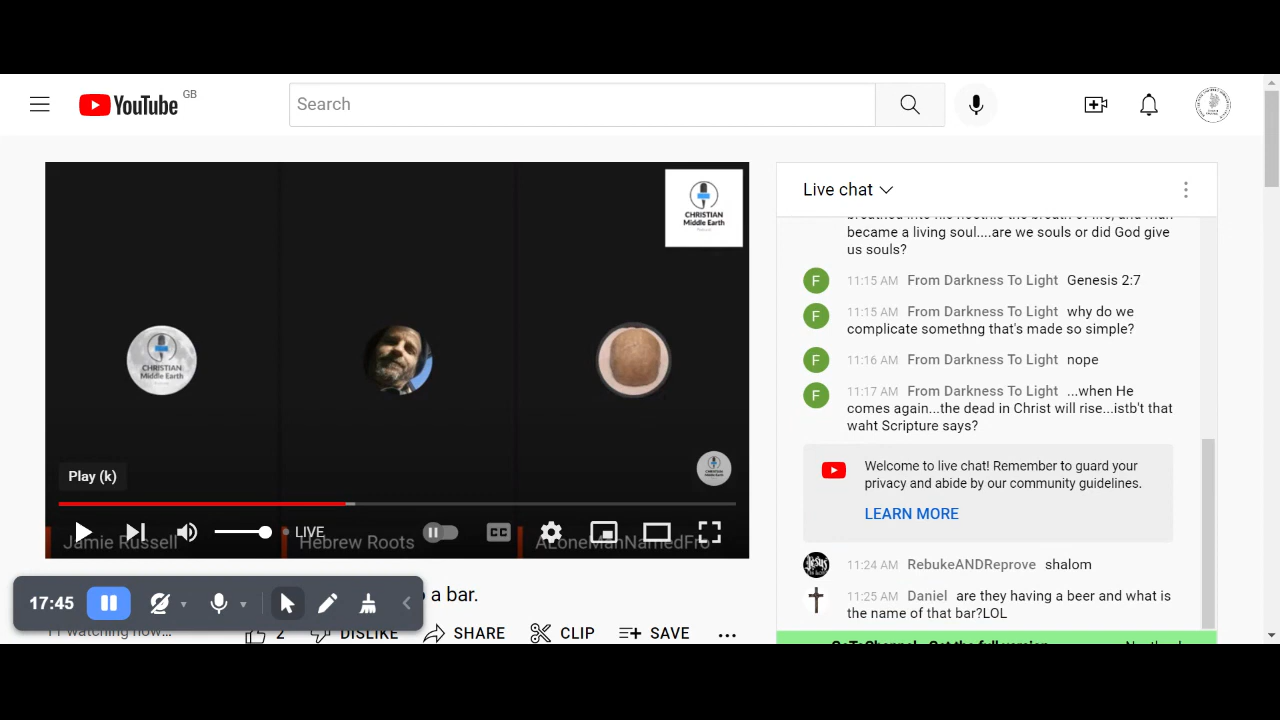 YouTube GB
Search
CHRISTIAN
Middle Earth
CHRISTIAN
Middle Earth
Play (k)
LIVE
CC
Jamie Russell
Hebrew Roots
ALoneManNamedFro
17:45
a bar.
2
DISLIKE
SHARE
CLIP
SAVE
Live chat
became a living soul....are we souls or did God give
us souls?
F 11:15 AM From Darkness To Light Genesis 2:7
F 11:15 AM From Darkness To Light why do we
complicate somethng that's made so simple?
F 11:16 AM From Darkness To Light nope
F 11:17 AM From Darkness To Light ...when He
comes again...the dead in Christ will rise...istb't that
waht Scripture says?
Welcome to live chat! Remember to guard your
privacy and abide by our community guidelines.
LEARN MORE
11:24 AM RebukeANDReprove shalom
11:25 AM Daniel are they having a beer and what is
the name of that bar?LOL